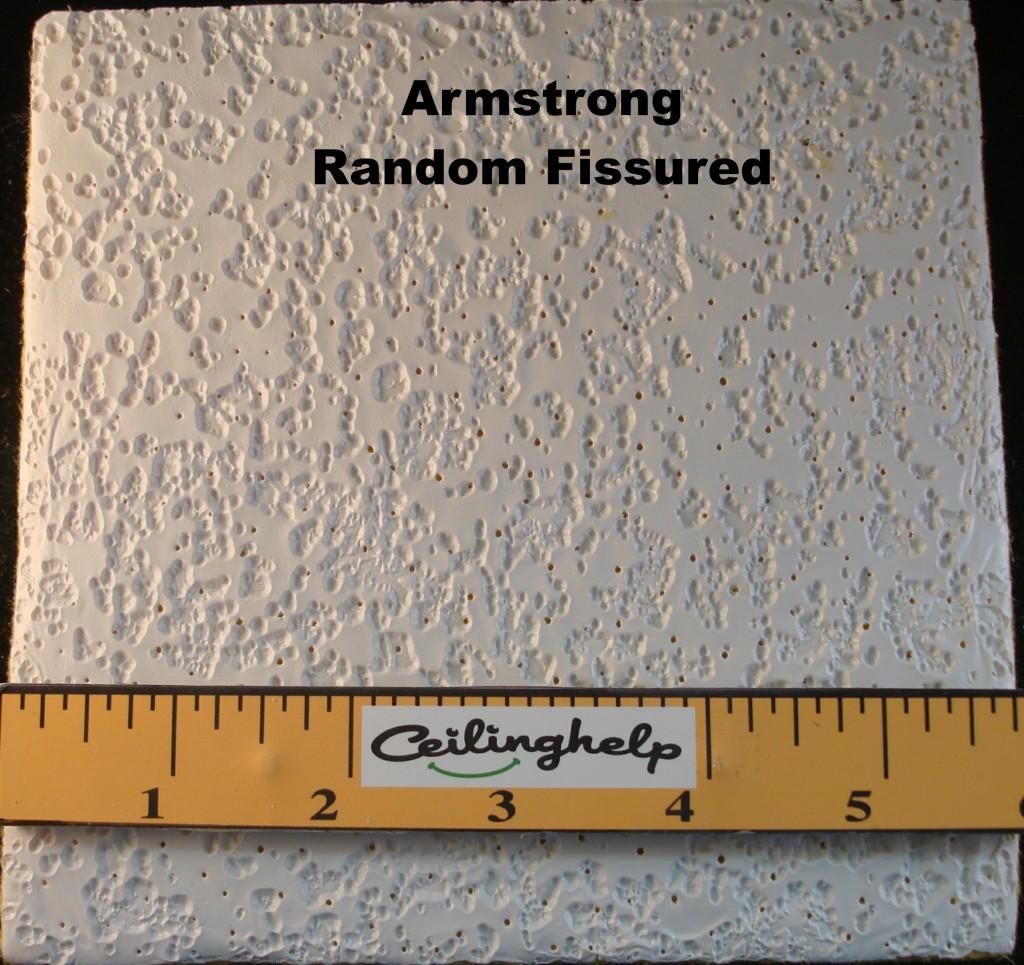 Armstrong
Random Fissured
Ceilinghelp
1 2 3 4 5